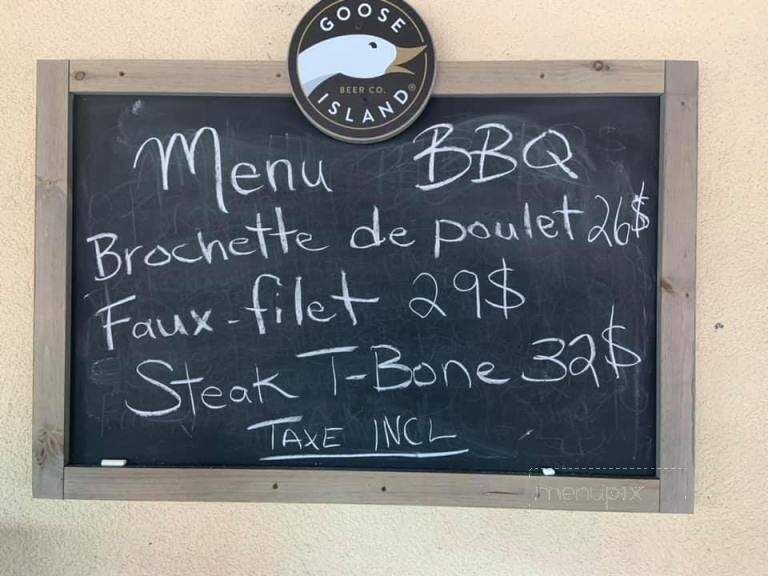 GOOSE
BEER CO.
ISLAND®
Menu BBQ
Brochette de poulet 26$
Faux-filet 29$
Steak T-Bone 32$
TAXE INCL
menupix